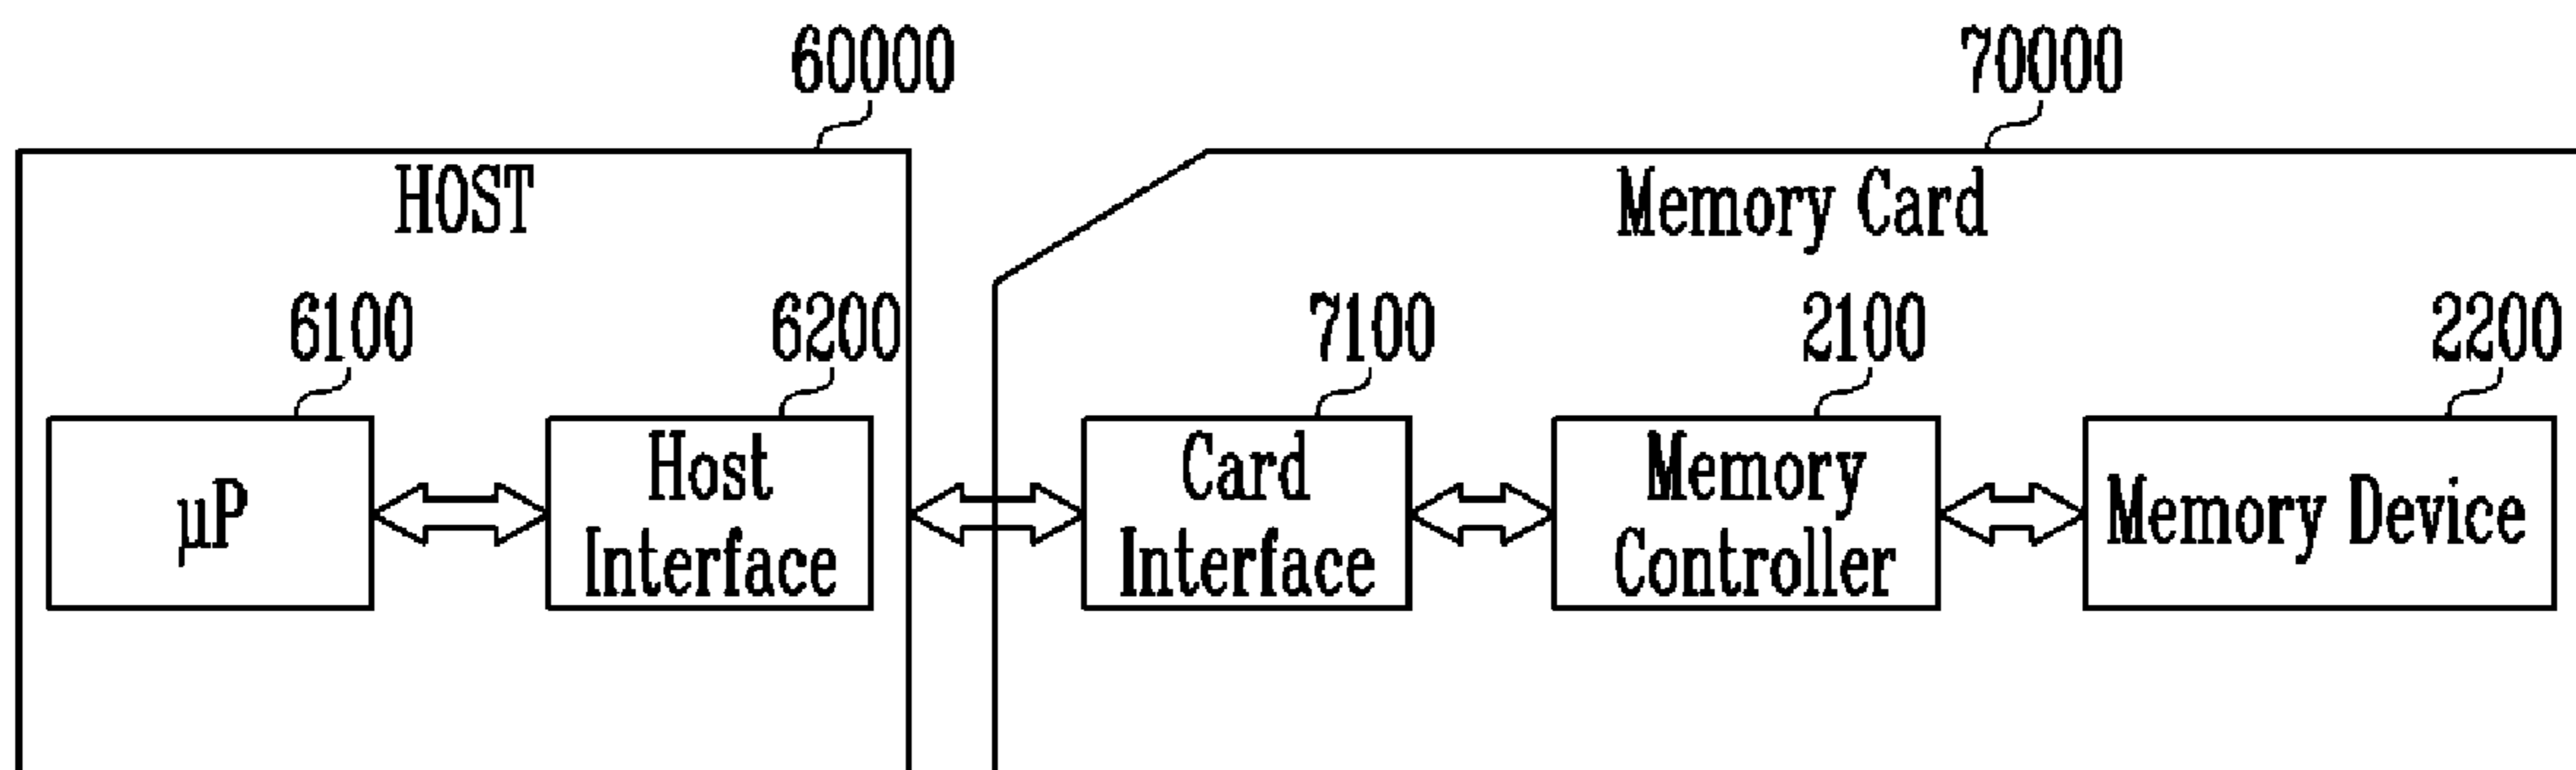 60000
70000
HOST
Memory Card
6100
6200
7100
2100
2200
μP
Host
Interface
Card
Interface
Memory
Controller
Memory Device